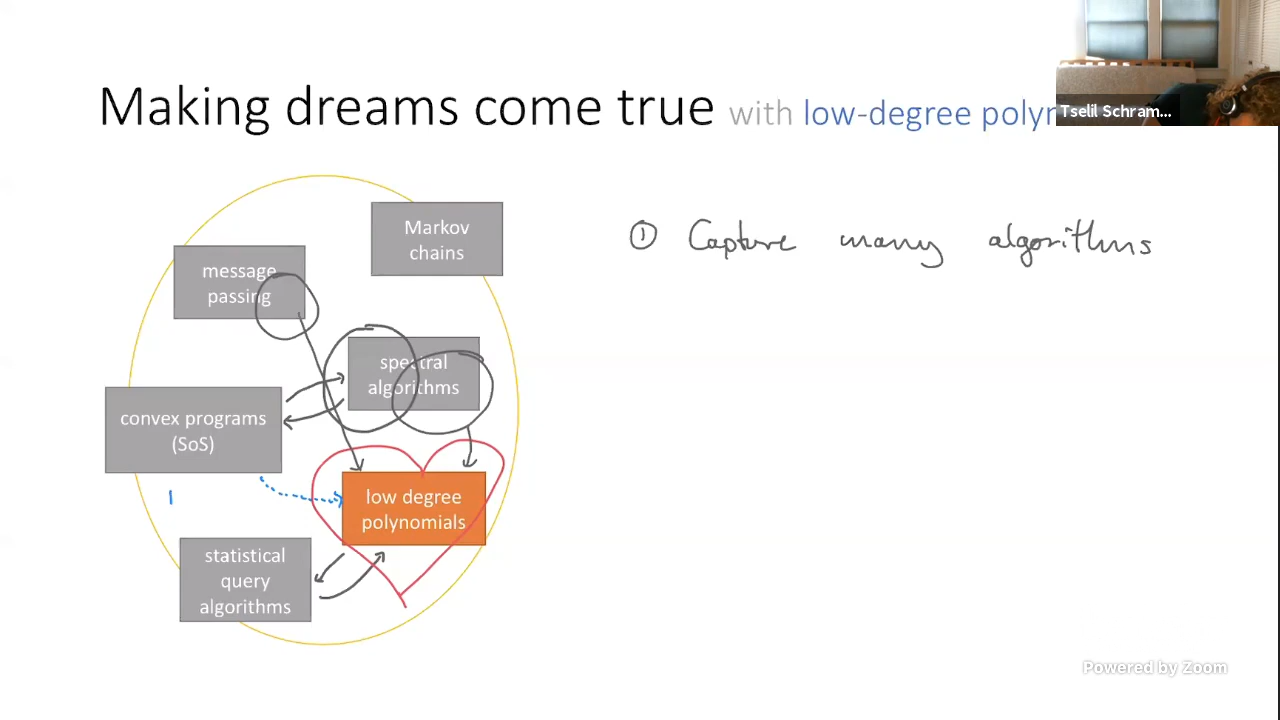 Making dreams come true with low-degree polyn
Tselil Schram...
Markov
chains
message
passing
① Capture many algorithms
spectral
algorithms
convex programs
(SoS)
low degree
polynomials
statistical
query
algorithms
Powered by Zoom